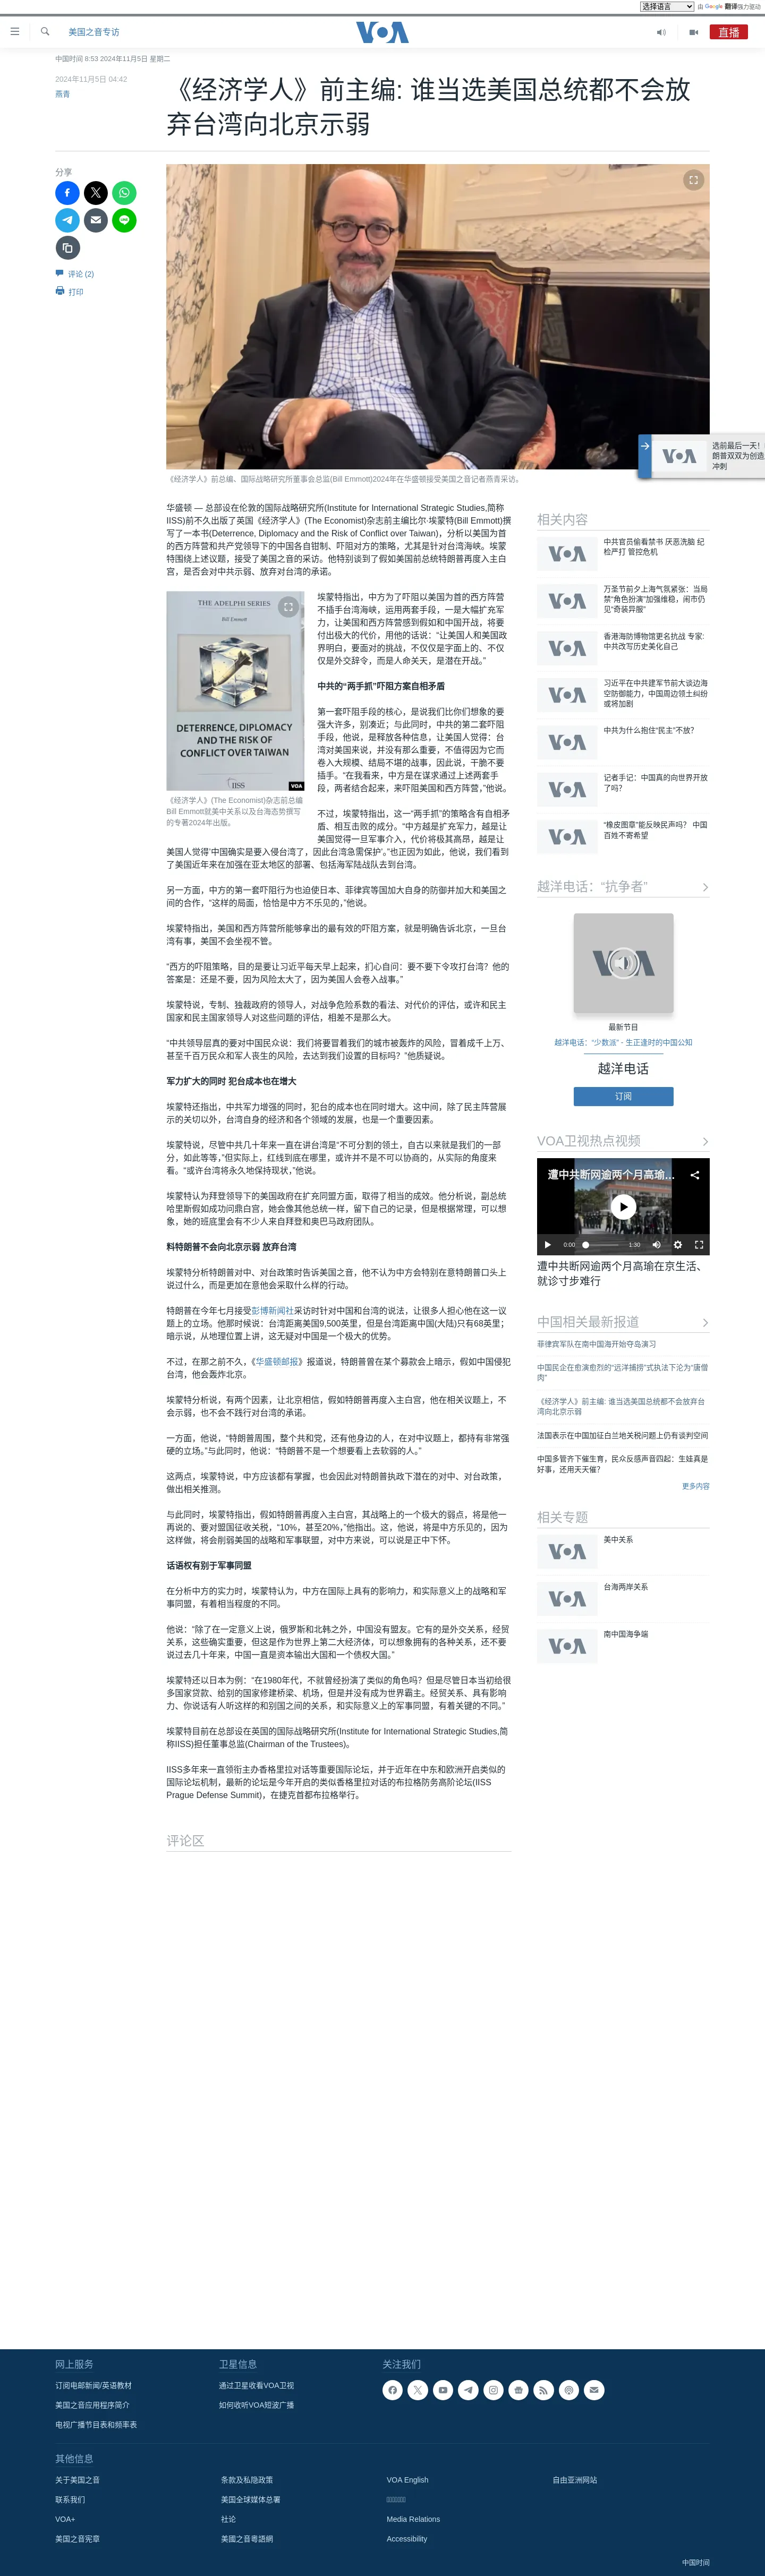 选择语言 由 Google 翻译强力驱动
美国之音专访
VOA
直播
中国时间 8:53 2024年11月5日 星期二
2024年11月5日 04:42
燕青
《经济学人》前主编: 谁当选美国总统都不会放
弃台湾向北京示弱
分享
评论 (2)
打印
《经济学人》前总编、国际战略研究所董事会总监(Bill Emmott)2024年在华盛顿接受美国之音记者燕青采访。
选前最后一天!
朗普双双为创造
冲刺
华盛顿 — 总部设在伦敦的国际战略研究所(Institute for International Strategic Studies,简称
IISS)前不久出版了英国《经济学人》(The Economist)杂志前主编比尔·埃蒙特(Bill Emmott)撰
写了一本书(Deterrence, Diplomacy and the Risk of Conflict over Taiwan)，分析以美国为首
的西方阵营和共产党领导下的中国各自钳制、吓阻对方的策略，尤其是针对台湾海峡。埃蒙
特围绕上述议题，接受了美国之音的采访。他特别谈到了假如美国前总统特朗普再度入主白
宫，是否会对中共示弱、放弃对台湾的承诺。
THE ADELPHI SERIES
Bill Emmott
DETERRENCE, DIPLOMACY
AND THE RISK OF
CONFLICT OVER TAIWAN
IISS
VOA
《经济学人》(The Economist)杂志前总编
Bill Emmott就美中关系以及台海态势撰写
的专著2024年出版。
埃蒙特指出，中方为了吓阻以美国为首的西方阵营
不插手台湾海峡，运用两套手段，一是大幅扩充军
力，让美国和西方阵营感到假如和中国开战，将要
付出极大的代价，用他的话说：“让美国人和美国政
界明白，要面对的挑战，不仅仅是字面上的、不仅
仅是外交辞令，而是人命关天，是潜在开战。”
中共的“两手抓”吓阻方案自相矛盾
第一套吓阻手段的核心，是说我们比你们想象的要
强大许多，别凑近；与此同时，中共的第二套吓阻
手段，他说，是释放各种信息，让美国人觉得：台
湾对美国来说，并没有那么重要，不值得因为它而
卷入大规模、结局不堪的战事，因此说，干脆不要
插手。“在我看来，中方是在谋求通过上述两套手
段，两者结合起来，来吓阻美国和西方阵营，”他说。
不过，埃蒙特指出，这一“两手抓”的策略含有自相矛
盾、相互击败的成分。“中方越是扩充军力，越是让
美国觉得一旦军事介入，代价将极其高昂，越是让
美国人觉得‘中国确实是要入侵台湾了，因此台湾急需保护’。”也正因为如此，他说，我们看到
了美国近年来在加强在亚太地区的部署、包括海军陆战队去到台湾。
另一方面，中方的第一套吓阻行为也迫使日本、菲律宾等国加大自身的防御并加大和美国之
间的合作，“这样的局面，恰恰是中方不乐见的，”他说。
埃蒙特指出，美国和西方阵营所能够拿出的最有效的吓阻方案，就是明确告诉北京，一旦台
湾有事，美国不会坐视不管。
“西方的吓阻策略，目的是要让习近平每天早上起来，扪心自问：要不要下令攻打台湾？他的
答案是：还是不要，因为风险太大了，因为美国人会卷入战事。”
埃蒙特说，专制、独裁政府的领导人，对战争危险系数的看法、对代价的评估，或许和民主
国家和民主国家领导人对这些问题的评估，相差不是那么大。
“中共领导层真的要对中国民众说：我们将要冒着我们的城市被轰炸的风险，冒着成千上万、
甚至千百万民众和军人丧生的风险，去达到我们设置的目标吗？”他质疑说。
军力扩大的同时 犯台成本也在增大
埃蒙特还指出，中共军力增强的同时，犯台的成本也在同时增大。这中间，除了民主阵营展
示的关切以外，台湾自身的经济和各个领域的发展，也是一个重要因素。
埃蒙特说，尽管中共几十年来一直在讲台湾是“不可分割的领土，自古以来就是我们的一部
分，如此等等，”但实际上，红线到底在哪里，或许并不是不可以协商的，从实际的角度来
看。“或许台湾将永久地保持现状，”他说。
埃蒙特认为拜登领导下的美国政府在扩充同盟方面，取得了相当的成效。他分析说，副总统
哈里斯假如成功问鼎白宫，她会像其他总统一样，留下自己的记录，但是根据常理，可以想
象，她的班底里会有不少人来自拜登和奥巴马政府团队。
料特朗普不会向北京示弱 放弃台湾
埃蒙特分析特朗普对中、对台政策时告诉美国之音，他不认为中方会特别在意特朗普口头上
说过什么，而是更加在意他会采取什么样的行动。
特朗普在今年七月接受彭博新闻社采访时针对中国和台湾的说法，让很多人担心他在这一议
题上的立场。他那时候说：台湾距离美国9,500英里，但是台湾距离中国(大陆)只有68英里；
暗示说，从地理位置上讲，这无疑对中国是一个极大的优势。
不过，在那之前不久，《华盛顿邮报》报道说，特朗普曾在某个募款会上暗示，假如中国侵犯
台湾，他会轰炸北京。
埃蒙特分析说，有两个因素，让北京相信，假如特朗普再度入主白宫，他在相关议题上，不
会示弱，也不会不践行对台湾的承诺。
一方面，他说，“特朗普周围，整个共和党，还有他身边的人，在对中议题上，都持有非常强
硬的立场。”与此同时，他说：“特朗普不是一个想要看上去软弱的人。”
这两点，埃蒙特说，中方应该都有掌握，也会因此对特朗普执政下潜在的对中、对台政策，
做出相关推测。
与此同时，埃蒙特指出，假如特朗普再度入主白宫，其战略上的一个极大的弱点，将是他一
再说的、要对盟国征收关税，“10%，甚至20%，”他指出。这，他说，将是中方乐见的，因为
这样做，将会削弱美国的战略和军事联盟，对中方来说，可以说是正中下怀。
话语权有别于军事同盟
在分析中方的实力时，埃蒙特认为，中方在国际上具有的影响力，和实际意义上的战略和军
事同盟，有着相当程度的不同。
他说：“除了在一定意义上说，俄罗斯和北韩之外，中国没有盟友。它有的是外交关系，经贸
关系，这些确实重要，但这是作为世界上第二大经济体，可以想象拥有的各种关系，还不要
说过去几十年来，中国一直是资本输出大国和一个债权大国。”
埃蒙特还以日本为例：“在1980年代，不就曾经扮演了类似的角色吗？但是尽管日本当初给很
多国家贷款、给别的国家修建桥梁、机场，但是并没有成为世界霸主。经贸关系、具有影响
力、你说话有人听这样的和别国之间的关系，和实际意义上的军事同盟，有着关键的不同。”
埃蒙特目前在总部设在英国的国际战略研究所(Institute for International Strategic Studies,简
称IISS)担任董事总监(Chairman of the Trustees)。
IISS多年来一直领衔主办香格里拉对话等重要国际论坛，并于近年在中东和欧洲开启类似的
国际论坛机制，最新的论坛是今年开启的类似香格里拉对话的布拉格防务高阶论坛(IISS
Prague Defense Summit)，在捷克首都布拉格举行。
评论区
相关内容
中共官员偷看禁书 厌恶洗脑 纪
检严打 管控危机
万圣节前夕上海气氛紧张：当局
禁“角色扮演”加强维稳，闹市仍
见“奇装异服”
香港海防博物馆更名抗战 专家:
中共改写历史美化自己
习近平在中共建军节前大谈边海
空防御能力，中国周边领土纠纷
或将加剧
中共为什么抱住“民主”不放？
记者手记：中国真的向世界开放
了吗？
“橡皮图章”能反映民声吗？ 中国
百姓不寄希望
越洋电话：“抗争者”
最新节目
越洋电话：“少数派” - 生正逢时的中国公知
越洋电话
订阅
VOA卫视热点视频
遭中共断网逾两个月高瑜...
0:00
1:30
遭中共断网逾两个月高瑜在京生活、
就诊寸步难行
中国相关最新报道
菲律宾军队在南中国海开始夺岛演习
中国民企在愈演愈烈的“远洋捕捞”式执法下沦为“唐僧
肉”
《经济学人》前主编: 谁当选美国总统都不会放弃台
湾向北京示弱
法国表示在中国加征白兰地关税问题上仍有谈判空间
中国多管齐下催生育，民众反感声音四起：生娃真是
好事，还用天天催？
更多内容
相关专题
美中关系
台海两岸关系
南中国海争端
网上服务
订阅电邮新闻/英语教材
美国之音应用程序简介
电视广播节目表和频率表
卫星信息
通过卫星收看VOA卫视
如何收听VOA短波广播
关注我们
其他信息
关于美国之音
联系我们
VOA+
美国之音宪章
条款及私隐政策
美国全球媒体总署
社论
美國之音粵語網
VOA English
Media Relations
Accessibility
自由亚洲网站
中国时间